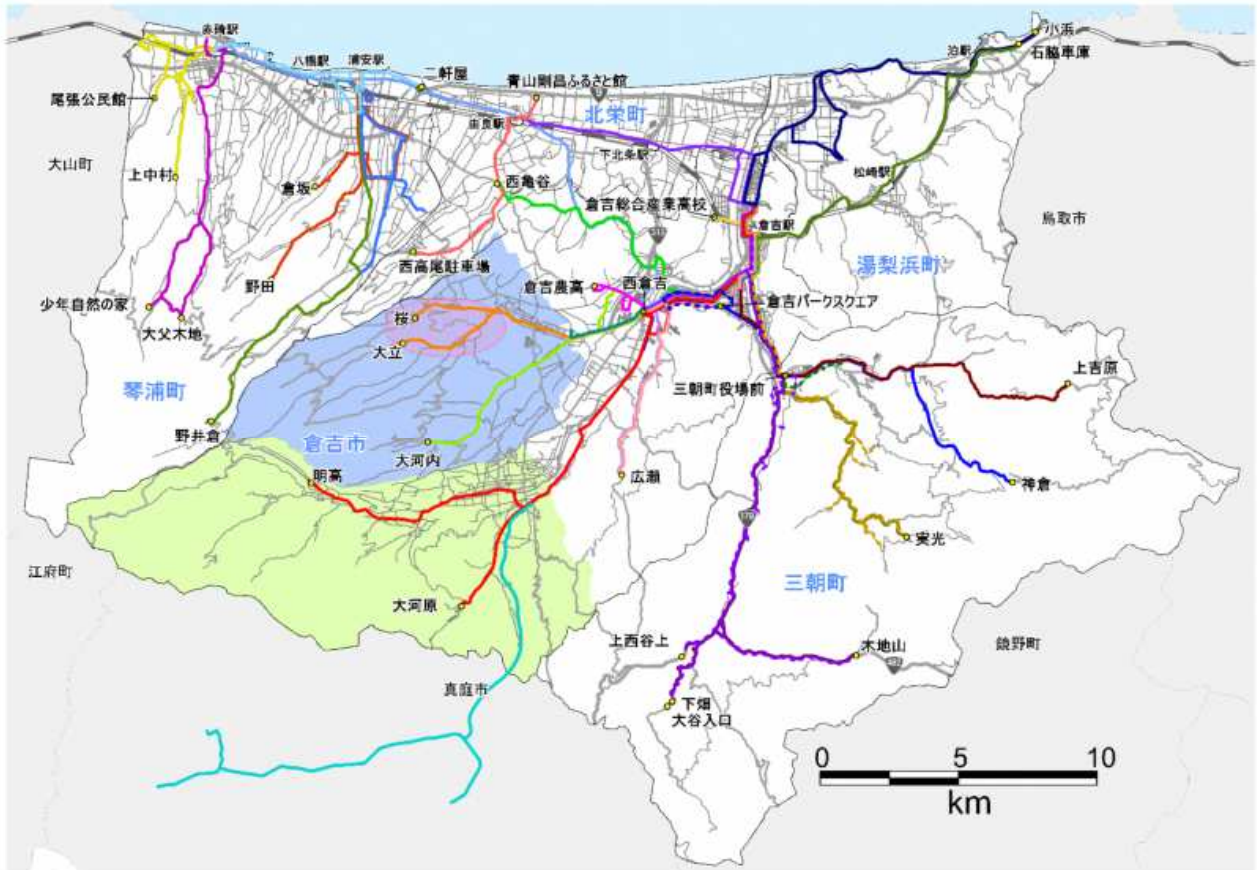 小浜
赤碕駅
泊駅
石脇車庫
八橋駅
浦安駅
二軒屋
青山剛昌ふるさと館
9
尾張公民館
北栄町
由良駅
下北条駅
大山町
松崎駅
上中村
倉坂
西亀谷
倉吉総合産業高校
鳥取市
倉吉駅
西高尾駐車場
湯梨浜町
野田
倉吉農高
西倉吉
少年自然の家
倉吉パークスクエア
大父木地
桜
大立
上吉原
三朝町役場前
琴浦町
野井倉
倉吉市
大河内
明高
広瀬
神倉
179
実光
江府町
三朝町
大河原
上西谷上
木地山
鏡野町
真庭市
下畑
大谷入口
0 5 10
km